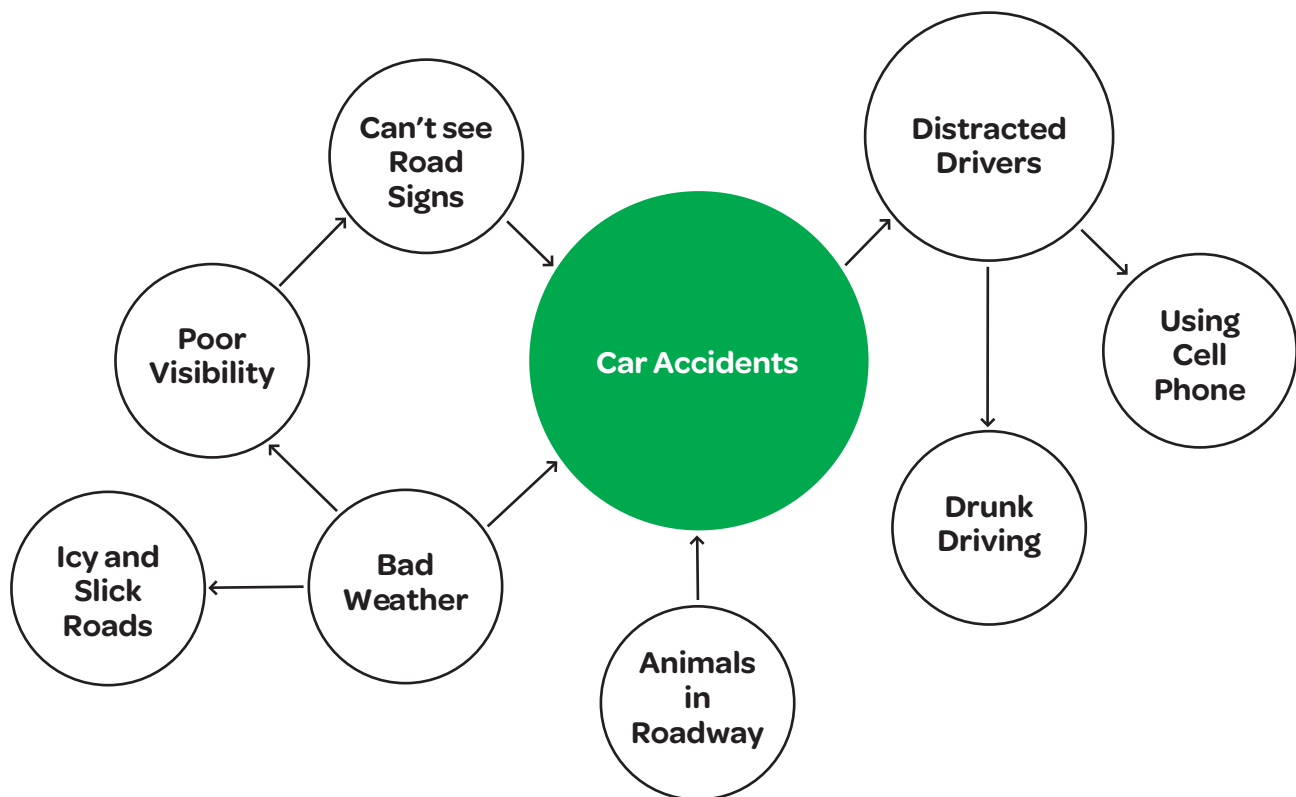 Can't see
Road
Signs
Distracted
Drivers
Poor
Visibility
Car Accidents
Using
Cell
Phone
Icy and
Slick
Roads
Bad
Weather
Drunk
Driving
Animals
in
Roadway